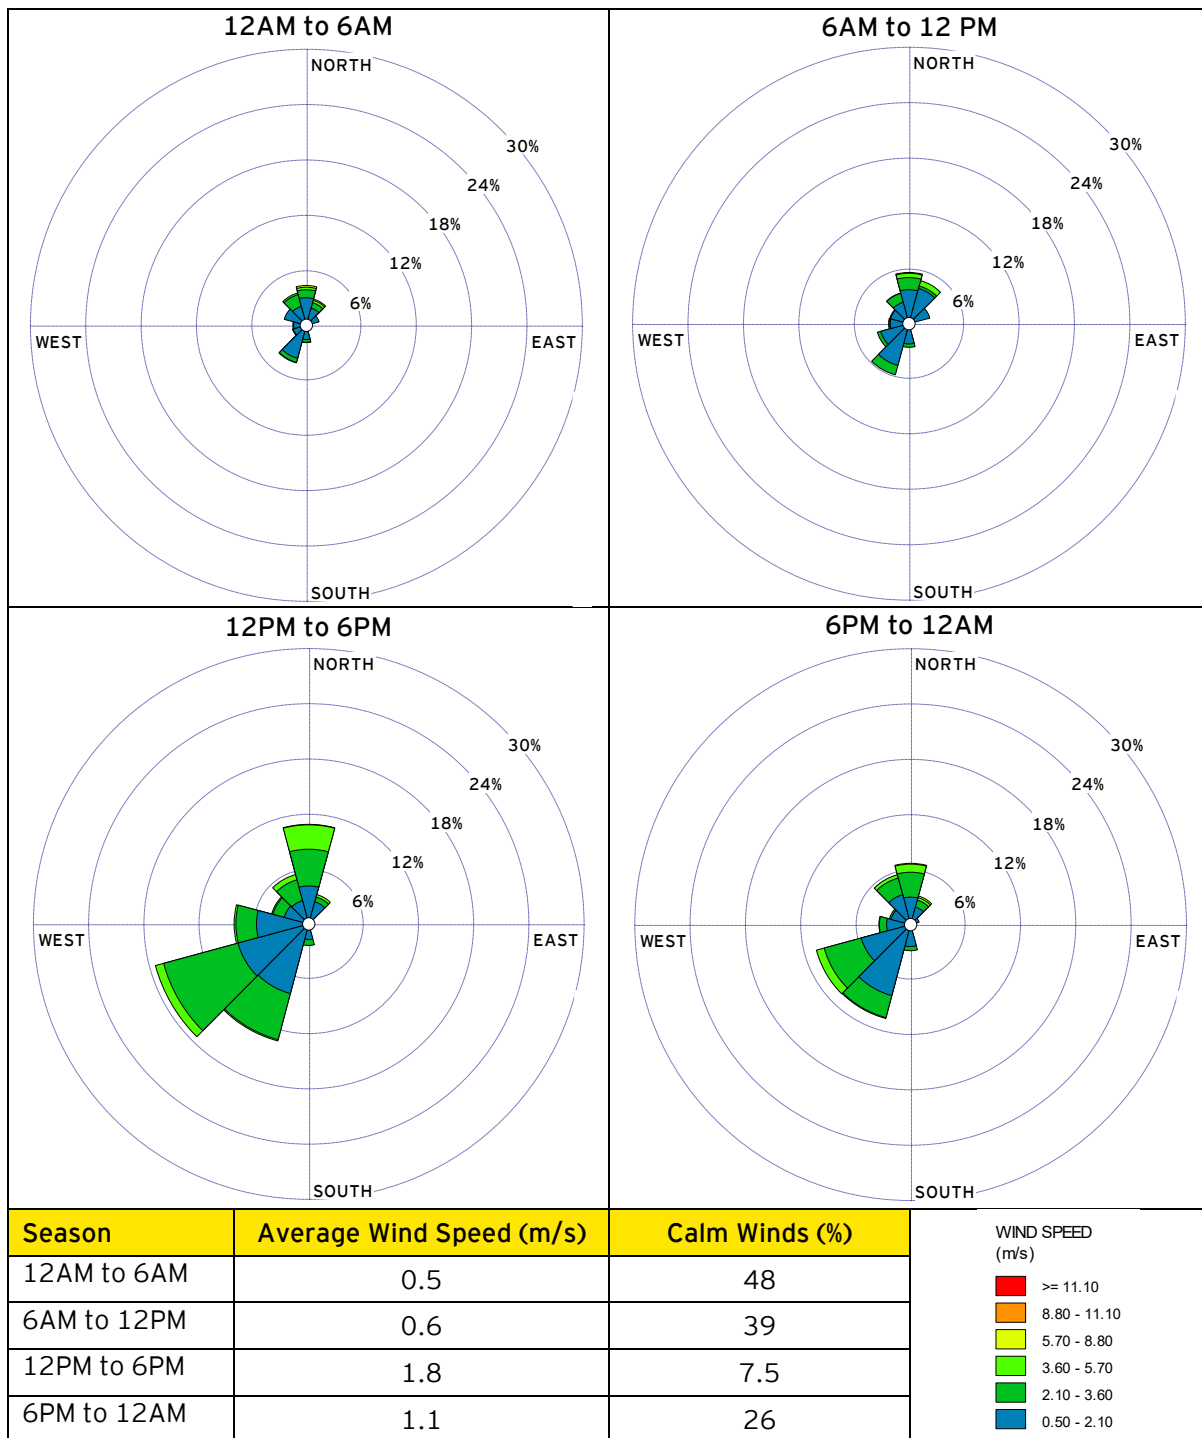 12AM to 6AM
NORTH
30%
24%
18%
12%
6%
WEST
EAST
SOUTH
6AM to 12 PM
NORTH
30%
24%
18%
12%
6%
WEST
EAST
SOUTH
12PM to 6PM
NORTH
30%
24%
18%
12%
6%
WEST
EAST
SOUTH
6PM to 12AM
NORTH
30%
24%
18%
12%
6%
WEST
EAST
SOUTH
Season Average Wind Speed (m/s) Calm Winds (%)
12AM to 6AM 0.5 48
6AM to 12PM 0.6 39
12PM to 6PM 1.8 7.5
6PM to 12AM 1.1 26
WIND SPEED
(m/s)
>= 11.10
8.80 - 11.10
5.70 - 8.80
3.60 - 5.70
2.10 - 3.60
0.50 - 2.10